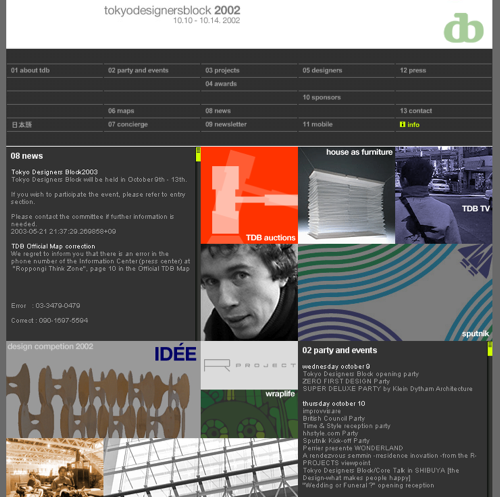 tokyodesignersblock 2002
10.10 - 10.14. 2002
db
01 about tdb
02 party and events
03 projects
05 designers
12 press
04 awards
10 sponsors
06 maps
08 news
13 contact
日本語
07 concierge
09 newsletter
11 mobile
info
08 news
Tokyo Designers Block2003
Tokyo Designers Block will be held in October 9th - 13th.
If you wish to participate the event, please refer to entry
section.
Please contact the committee if further information is
needed.
2003-05-21 21:37:29.269858+09
TDB Official Map correction
We regret to inform you that there is an error in the
phone number of the Information Center(press center) at
"Roppongi Think Zone", page 10 in the Official TDB Map
Error : 03-3479-0479
Correct : 090-1697-5594
TDB auctions
house as furniture
TDB TV
sputnik
design competion 2002
IDÉE
R PROJECT
wraplife
02 party and events
wednesday october 9
Tokyo Designers Block opening party
ZERO FIRST DESIGN Party
SUPER DELUXE PARTY by Klein Dytham Architecture
thursday october 10
improvvisare
British Council Party
Time & Style reception party
hhstyle.com Party
Sputnik Kick-off Party
Perrier presente WONDERLAND
A rendezvous semmin -rresidence inovation -from the R-
PROJECTS viewpoint
Tokyo Designers Block/Core Talk in SHIBUYA [the
Design-what makes people happy]
"Wedding or Funeral ?" opening reception